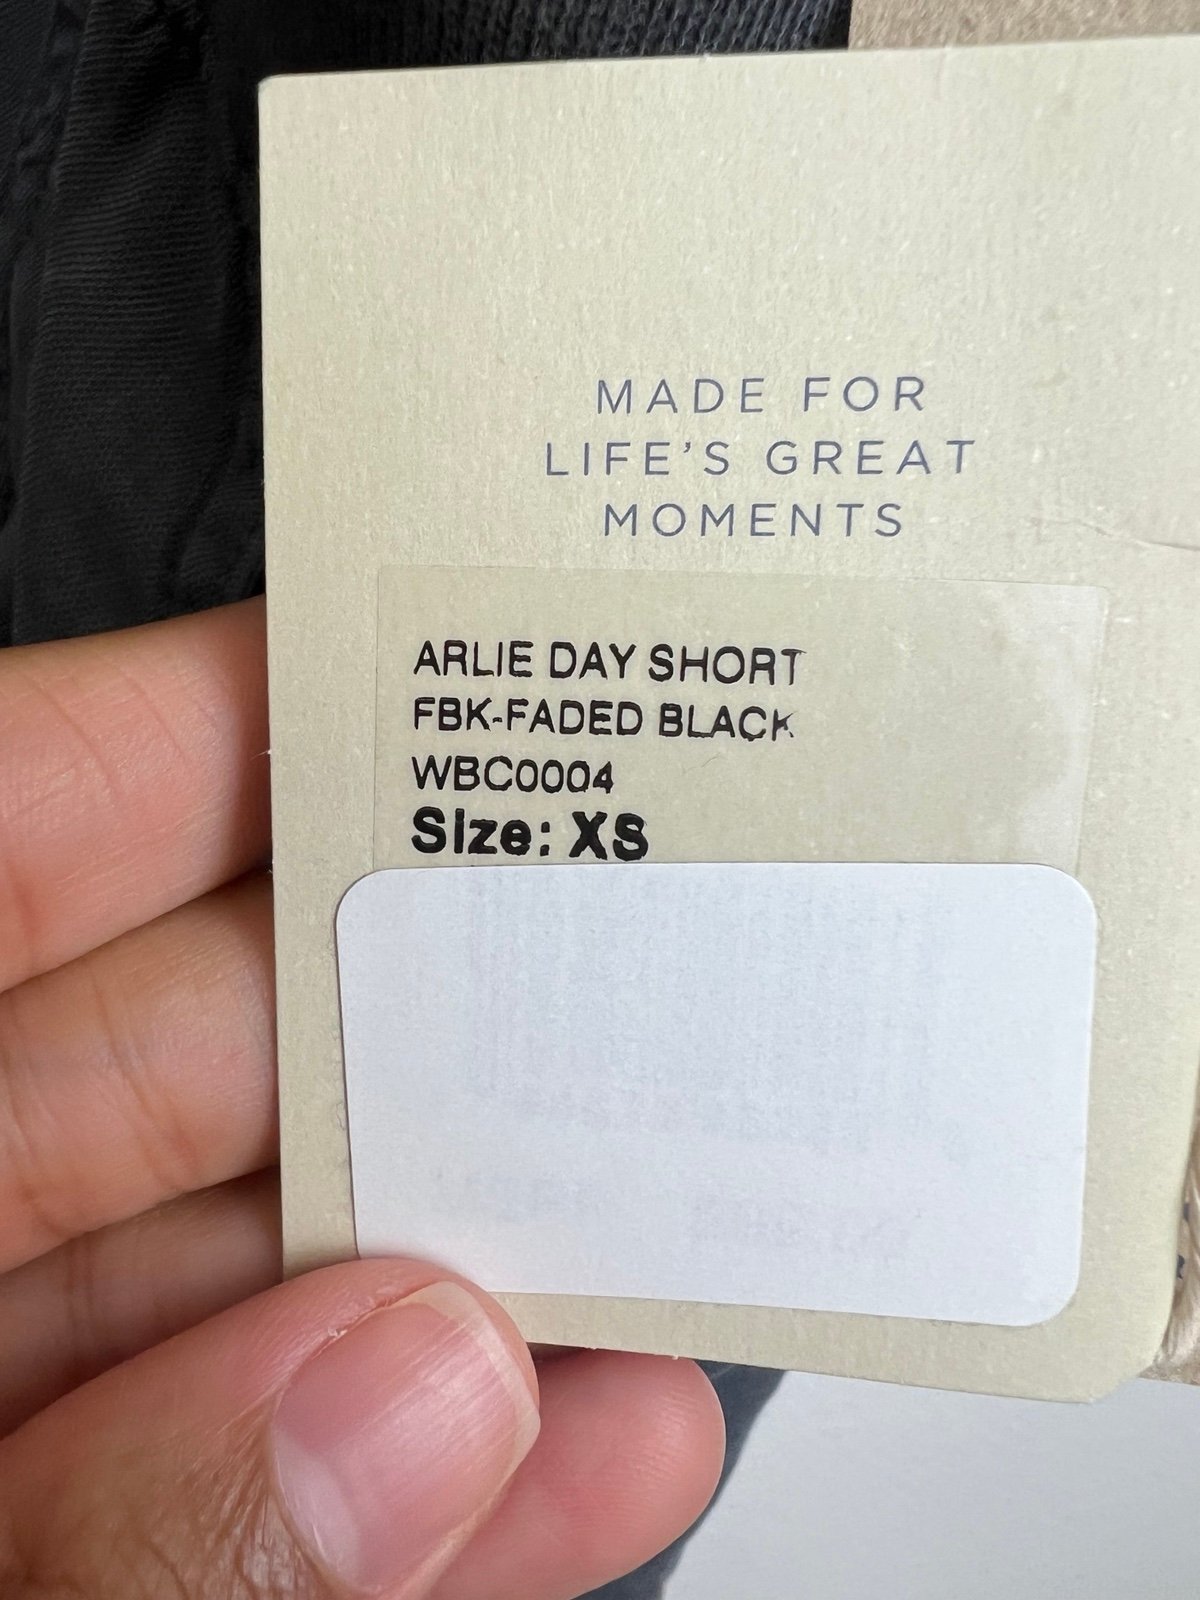 MADE FOR
LIFE'S GREAT
MOMENTS
ARLIE DAY SHORT
FBK-FADED BLACK
WBC0004
Size: XS